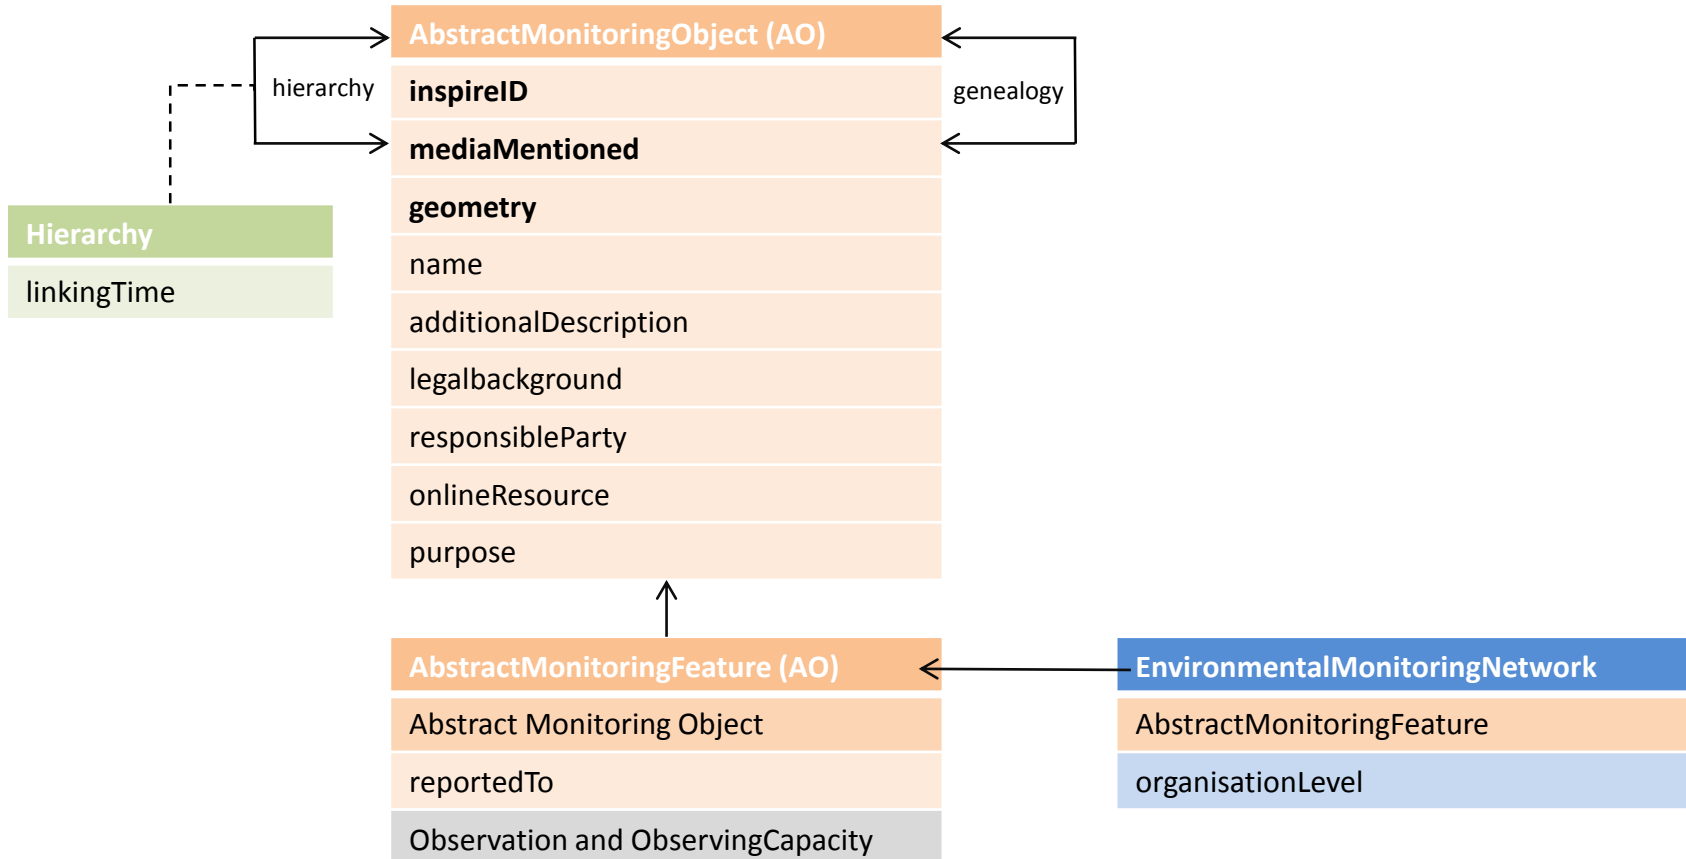 AbstractMonitoringObject (AO)
hierarchy
inspireID
genealogy
mediaMentioned
geometry
Hierarchy
name
linkingTime
additionalDescription
legalbackground
responsibleParty
onlineResource
purpose
AbstractMonitoringFeature (AO)
EnvironmentalMonitoringNetwork
Abstract Monitoring Object
AbstractMonitoringFeature
reportedTo
organisationLevel
Observation and ObservingCapacity